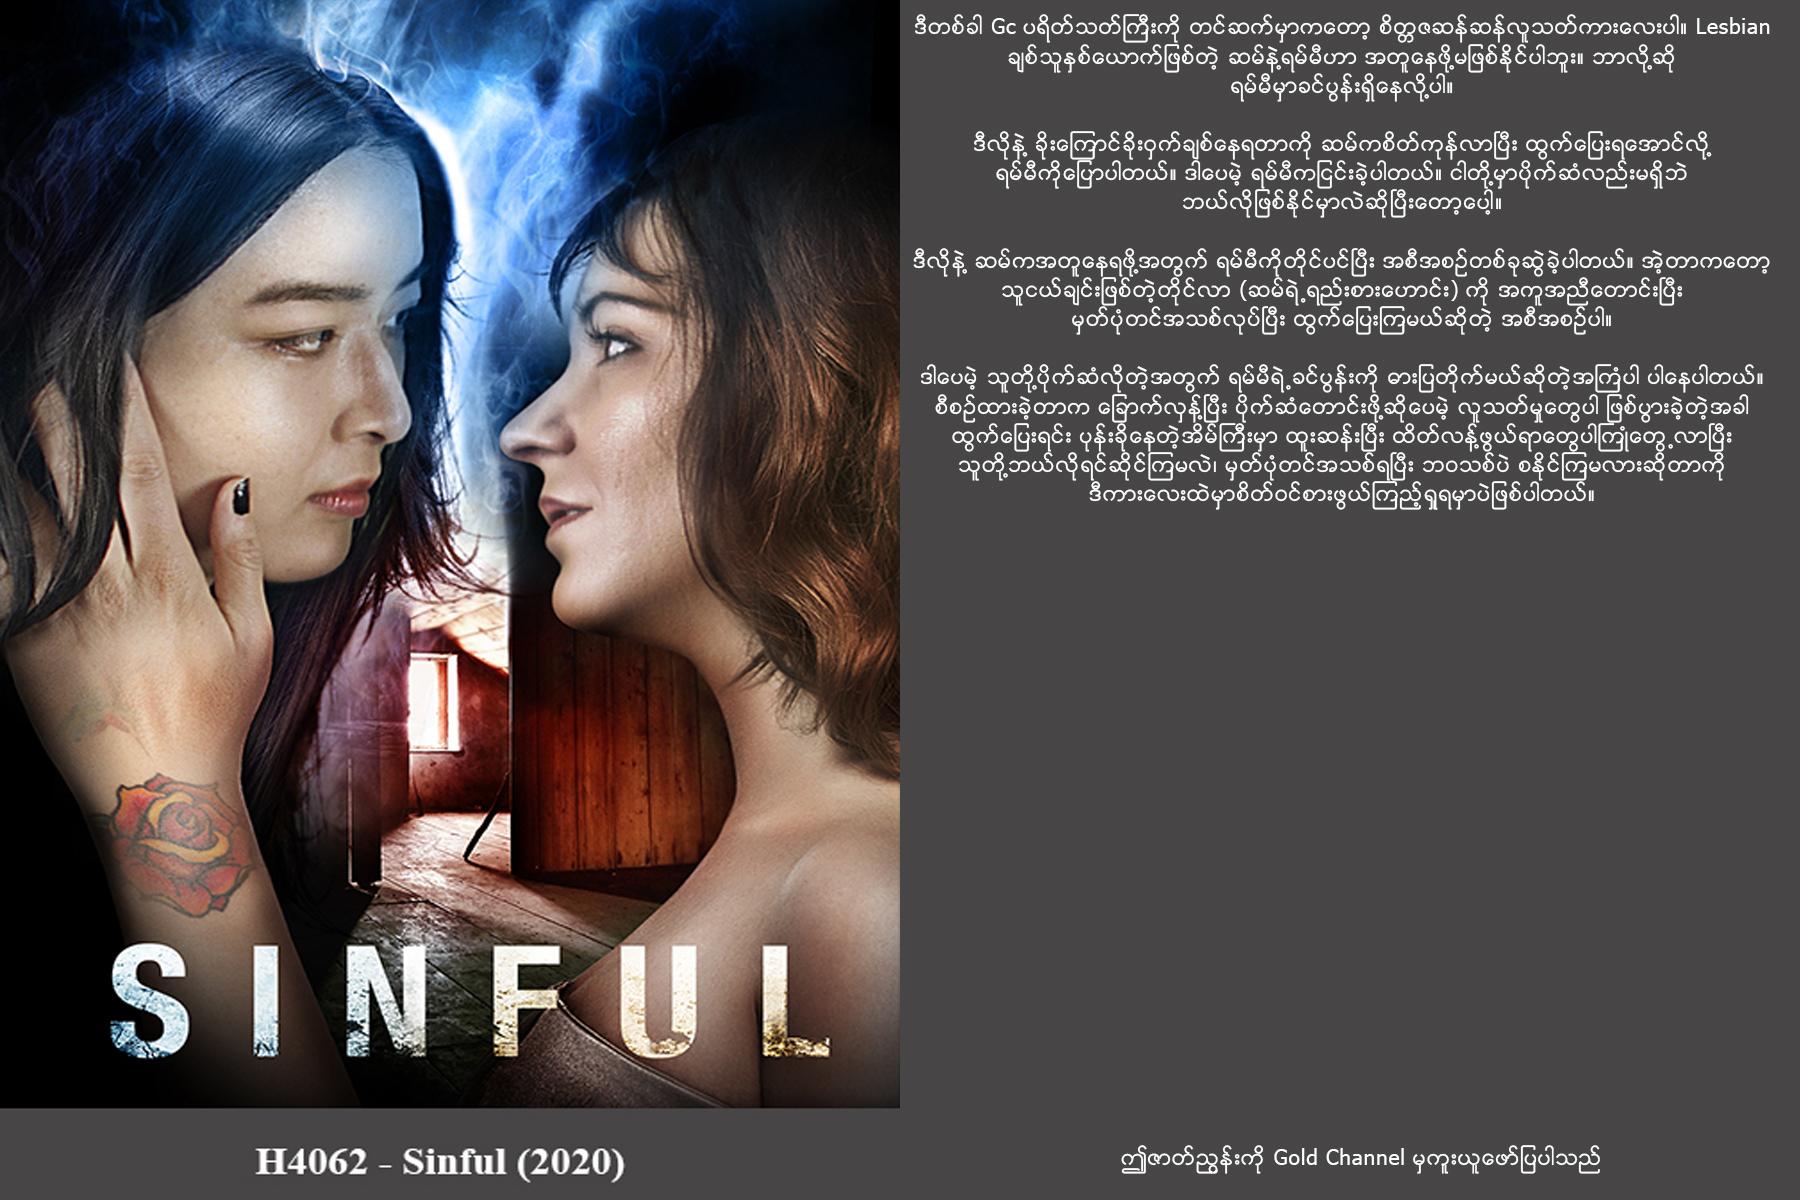 ဒီတစ်ခါ Gc ပရိတ်သတ်ကြီးကို တင်ဆက်မှာကတော့ စိတ္တဇဆန်ဆန်လူသတ်ကားလေးပါ။ Lesbian
ချစ်သူနှစ်ယောက်ဖြစ်တဲ့ ဆမ်နဲ့ရမ်မီဟာ အတူနေဖို့မဖြစ်နိုင်ပါဘူး။ ဘာလို့ဆို
ရမ်မီမှာခင်ပွန်းရှိနေလို့ပါ။
ဒီလိုနဲ့ ခိုးကြောင်ခိုးဝှက်ချစ်နေရတာကို ဆမ်ကစိတ်ကုန်လာပြီး ထွက်ပြေးရအောင်လို့
ရမ်မီကိုပြောပါတယ်။ ဒါပေမဲ့ ရမ်မီကငြင်းခဲ့ပါတယ်။ ငါတို့မှာပိုက်ဆံလည်းမရှိဘဲ
ဘယ်လိုဖြစ်နိုင်မှာလဲဆိုပြီးတော့ပေါ့။
ဒီလိုနဲ့ ဆမ်ကအတူနေရဖို့အတွက် ရမ်မီကိုတိုင်ပင်ပြီး အစီအစဉ်တစ်ခုဆွဲခဲ့ပါတယ်။ အဲ့တာကတော့
သူငယ်ချင်းဖြစ်တဲ့တိုင်လာ (ဆမ်ရဲ့ရည်းစားဟောင်း) ကို အကူအညီတောင်းပြီး
မှတ်ပုံတင်အသစ်လုပ်ပြီး ထွက်ပြေးကြမယ်ဆိုတဲ့ အစီအစဉ်ပါ။
ဒါပေမဲ့ သူတို့ပိုက်ဆံလိုတဲ့အတွက် ရမ်မီရဲ့ခင်ပွန်းကို ဓားပြတိုက်မယ်ဆိုတဲ့အကြံပါ ပါနေပါတယ်။
စီစဉ်ထားခဲ့တာက ခြောက်လှန့်ပြီး ပိုက်ဆံတောင်းဖို့ဆိုပေမဲ့ လူသတ်မှုတွေပါ ဖြစ်ပွားခဲ့တဲ့အခါ
ထွက်ပြေးရင်း ပုန်းခိုနေတဲ့အိမ်ကြီးမှာ ထူးဆန်းပြီး ထိတ်လန့်ဖွယ်ရာတွေပါကြုံတွေ့လာပြီး
သူတို့ဘယ်လိုရင်ဆိုင်ကြမလဲ၊ မှတ်ပုံတင်အသစ်ရပြီး ဘဝသစ်ပဲ စနိုင်ကြမလားဆိုတာကို
ဒီကားလေးထဲမှာစိတ်ဝင်စားဖွယ်ကြည့်ရှုရမှာပဲဖြစ်ပါတယ်။
SINFUL
H4062 - Sinful (2020)
ဤဇာတ်ညွှန်းကို Gold Channel မှကူးယူဖော်ပြပါသည်